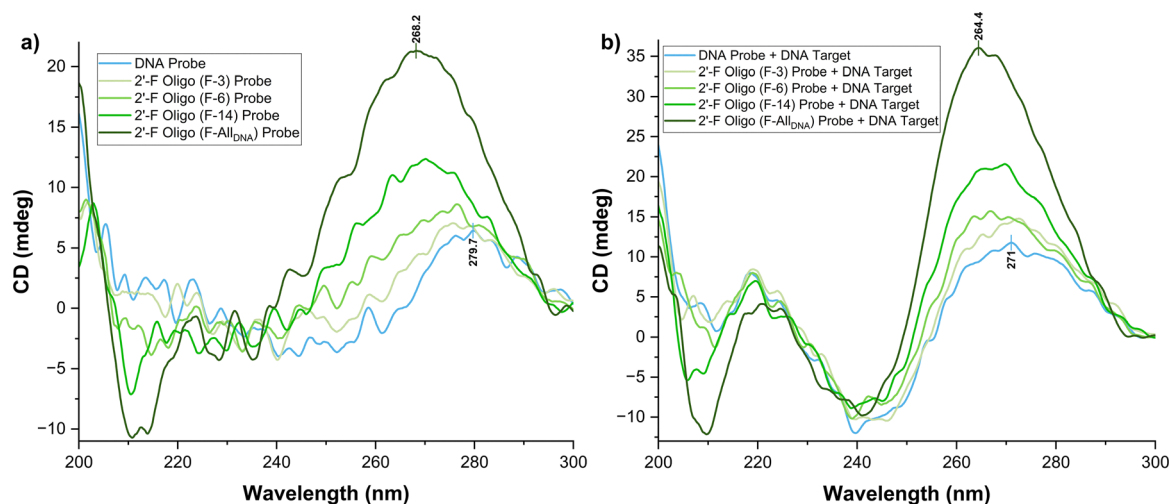 a)
268.2
DNA Probe
2'-F Oligo (F-3) Probe
2'-F Oligo (F-6) Probe
2'-F Oligo (F-14) Probe
2'-F Oligo (F-AllDNA) Probe
279.7
20
15
10
5
0
−5
−10
CD (mdeg)
200
220
240
260
280
300
Wavelength (nm)
b)
264.4
DNA Probe + DNA Target
2'-F Oligo (F-3) Probe + DNA Target
2'-F Oligo (F-6) Probe + DNA Target
2'-F Oligo (F-14) Probe + DNA Target
2'-F Oligo (F-AllDNA) Probe + DNA Target
271
35
30
25
20
15
10
5
0
−5
−10
CD (mdeg)
200
220
240
260
280
300
Wavelength (nm)